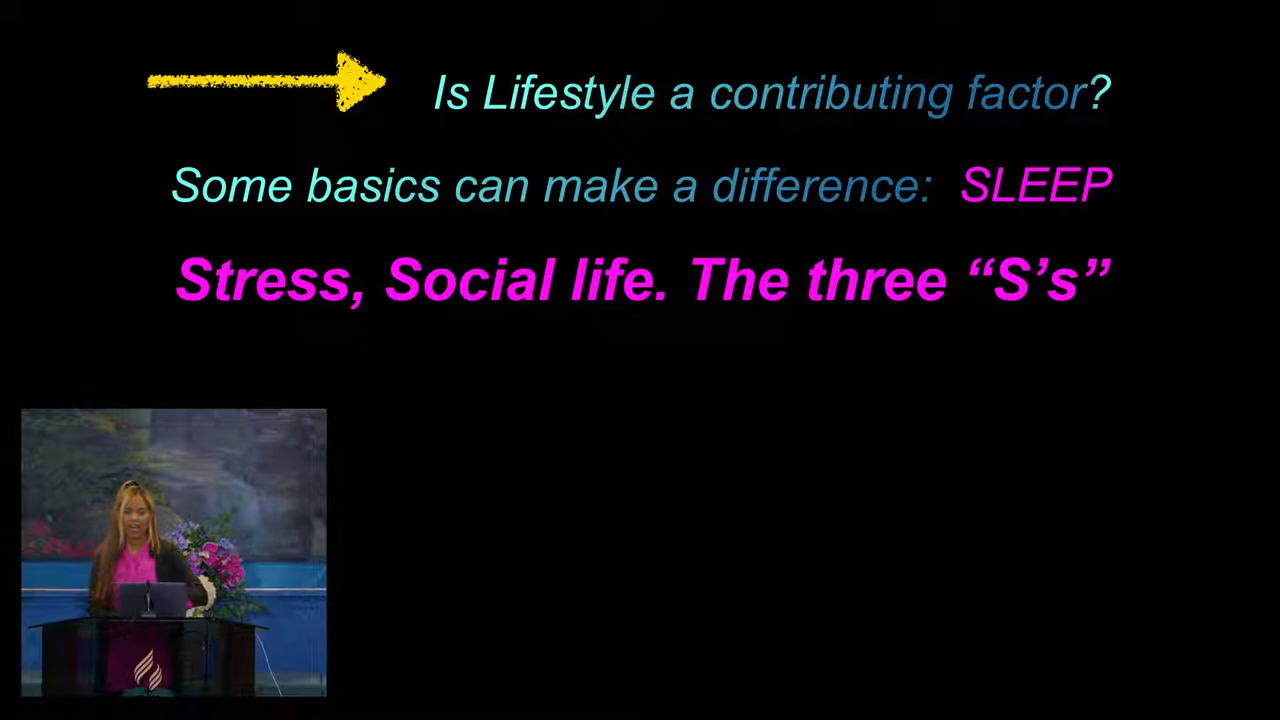 Is Lifestyle a contributing factor?
Some basics can make a difference: SLEEP
Stress, Social life. The three “S’s”